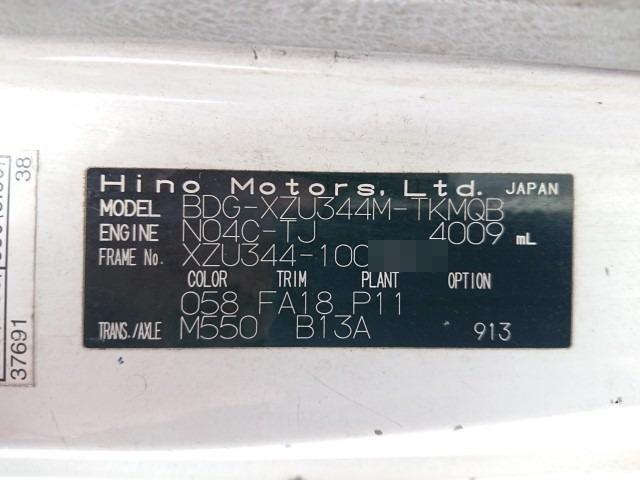 Hino Motors, Ltd. JAPAN
MODEL BDG-XZU344M-TKMQB
ENGINE N04C-TJ 4009 mL
FRAME No. XZU344-100
COLOR TRIM PLANT OPTION
058 FA18 P11
TRANS./AXLE M550 B13A 913
37691
38